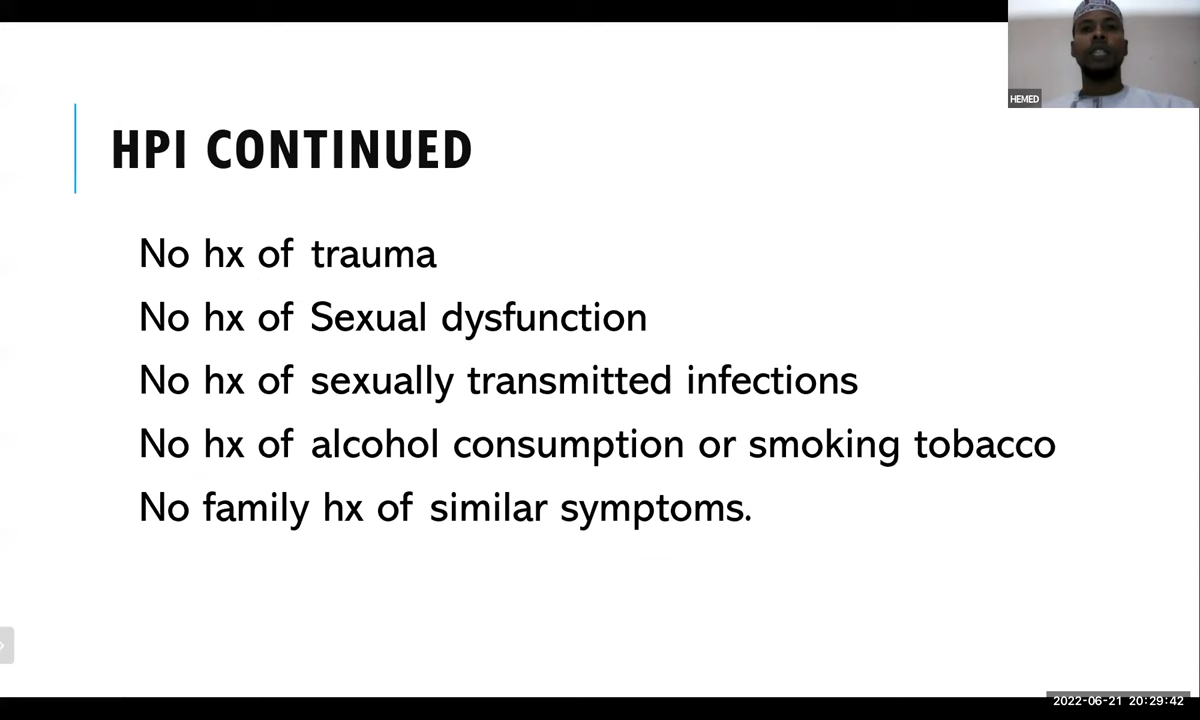 HEMED
HPI CONTINUED
No hx of trauma
No hx of Sexual dysfunction
No hx of sexually transmitted infections
No hx of alcohol consumption or smoking tobacco
No family hx of similar symptoms.
2022-06-21 20:29:42